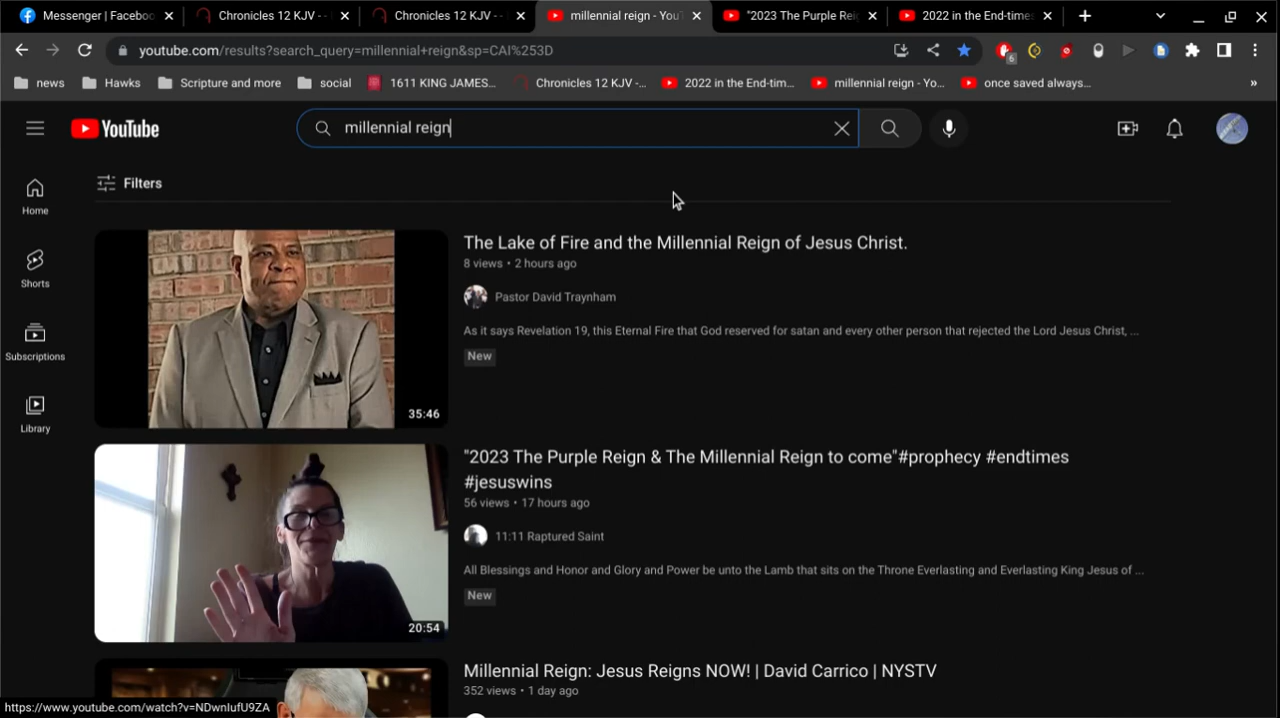 Messenger | Faceboo
Chronicles 12 KJV - -
Chronicles 12 KJV - -
millennial reign - YouT
"2023 The Purple Rei
2022 in the End-time
youtube.com/results?search_query=millennial+reign&sp=CAI%253D
6
news
Hawks
Scripture and more
social
1611 KING JAMES...
Chronicles 12 KJV -...
2022 in the End-tim...
millennial reign - Yo...
once saved always...
»
YouTube
millennial reign
Filters
Home
Shorts
Subscriptions
Library
The Lake of Fire and the Millennial Reign of Jesus Christ.
8 views • 2 hours ago
Pastor David Traynham
As it says Revelation 19, this Eternal Fire that God reserved for satan and every other person that rejected the Lord Jesus Christ, ...
New
35:46
"2023 The Purple Reign & The Millennial Reign to come"#prophecy #endtimes
#jesuswins
56 views • 17 hours ago
11:11 Raptured Saint
All Blessings and Honor and Glory and Power be unto the Lamb that sits on the Throne Everlasting and Everlasting King Jesus of ...
New
20:54
Millennial Reign: Jesus Reigns NOW! | David Carrico | NYSTV
352 views • 1 day ago
https://www.youtube.com/watch?v=NDwnIufU9ZA